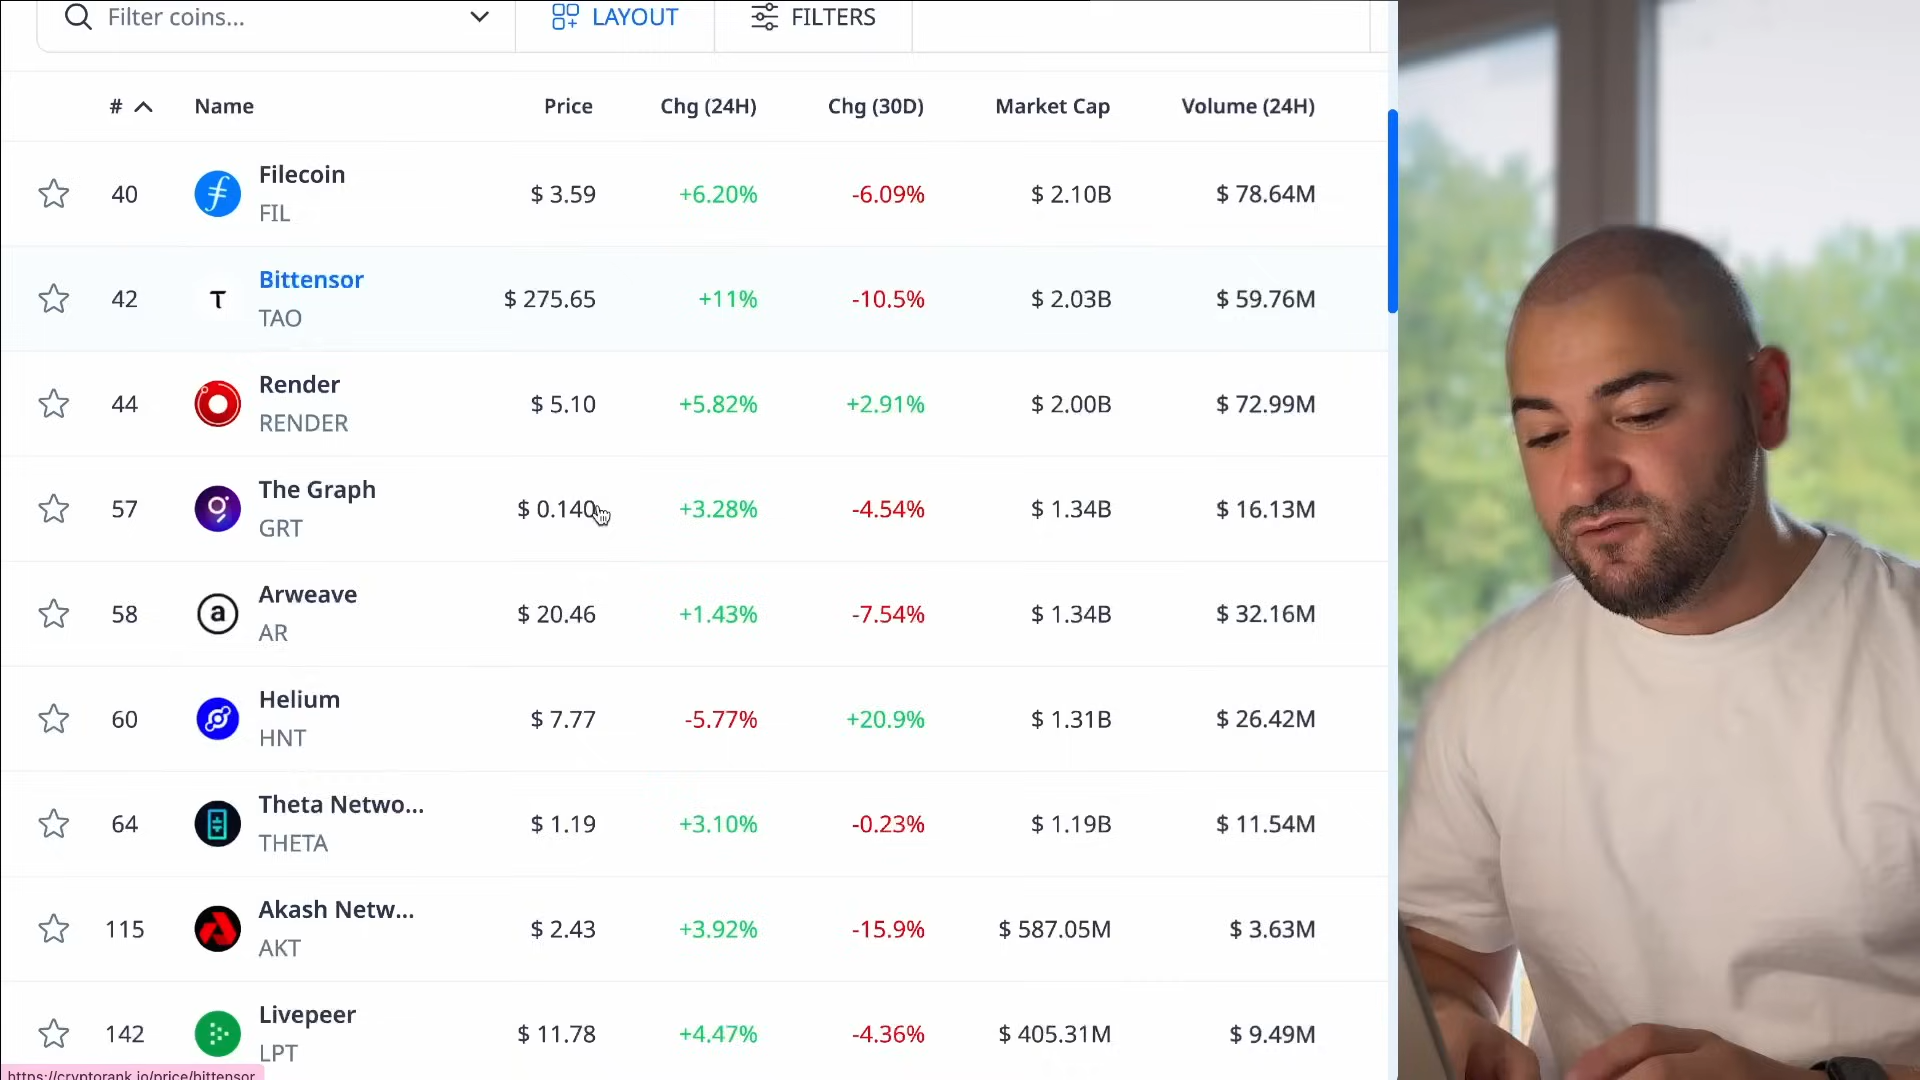 Filter coins...
LAYOUT
FILTERS
# Name Price Chg (24H) Chg (30D) Market Cap Volume (24H)
40 Filecoin FIL $ 3.59 +6.20% -6.09% $ 2.10B $ 78.64M
42 Bittensor TAO $ 275.65 +11% -10.5% $ 2.03B $ 59.76M
44 Render RENDER $ 5.10 +5.82% +2.91% $ 2.00B $ 72.99M
57 The Graph GRT $ 0.140 +3.28% -4.54% $ 1.34B $ 16.13M
58 a Arweave AR $ 20.46 +1.43% -7.54% $ 1.34B $ 32.16M
60 Helium HNT $ 7.77 -5.77% +20.9% $ 1.31B $ 26.42M
64 Theta Netwo... THETA $ 1.19 +3.10% -0.23% $ 1.19B $ 11.54M
115 Akash Netw... AKT $ 2.43 +3.92% -15.9% $ 587.05M $ 3.63M
142 Livepeer LPT $ 11.78 +4.47% -4.36% $ 405.31M $ 9.49M
https://cryptorank.io/price/bittensor